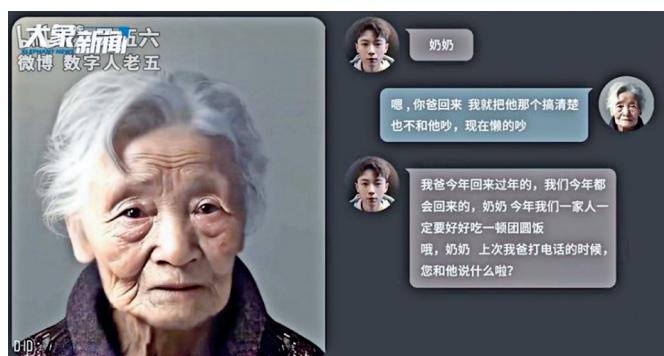 大象新闻
ELEPHANT NEWS
五六
微博 数字人老五
D-ID
奶奶
嗯,你爸回来 我就把他那个搞清楚
也不和他吵，现在懒的吵
我爸今年回来过年的，我们今年都
会回来的，奶奶 今年我们一家人一
定要好好吃一顿团圆饭
哦，奶奶 上次我爸打电话的时候，
您和他说什么啦？